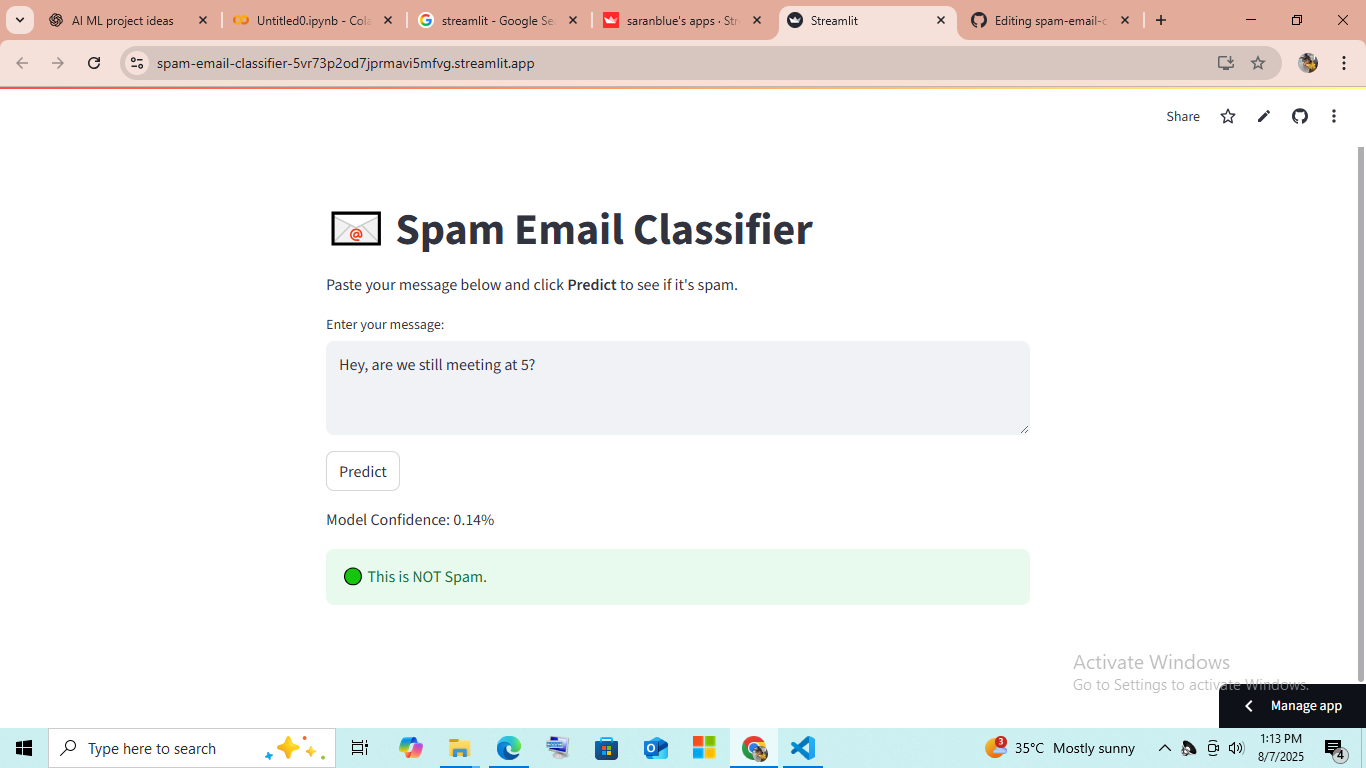 AI ML project ideas
Untitled0.ipynb - Cola
streamlit - Google Sea
saranblue's apps · Str
Streamlit
Editing spam-email-c
spam-email-classifier-5vr73p2od7jprmavi5mfvg.streamlit.app
Share
Spam Email Classifier
Paste your message below and click Predict to see if it's spam.
Enter your message:
Hey, are we still meeting at 5?
Predict
Model Confidence: 0.14%
This is NOT Spam.
Activate Windows
Go to Settings to activate Windows.
Manage app
Type here to search
3
35°C Mostly sunny
1:13 PM
8/7/2025
4